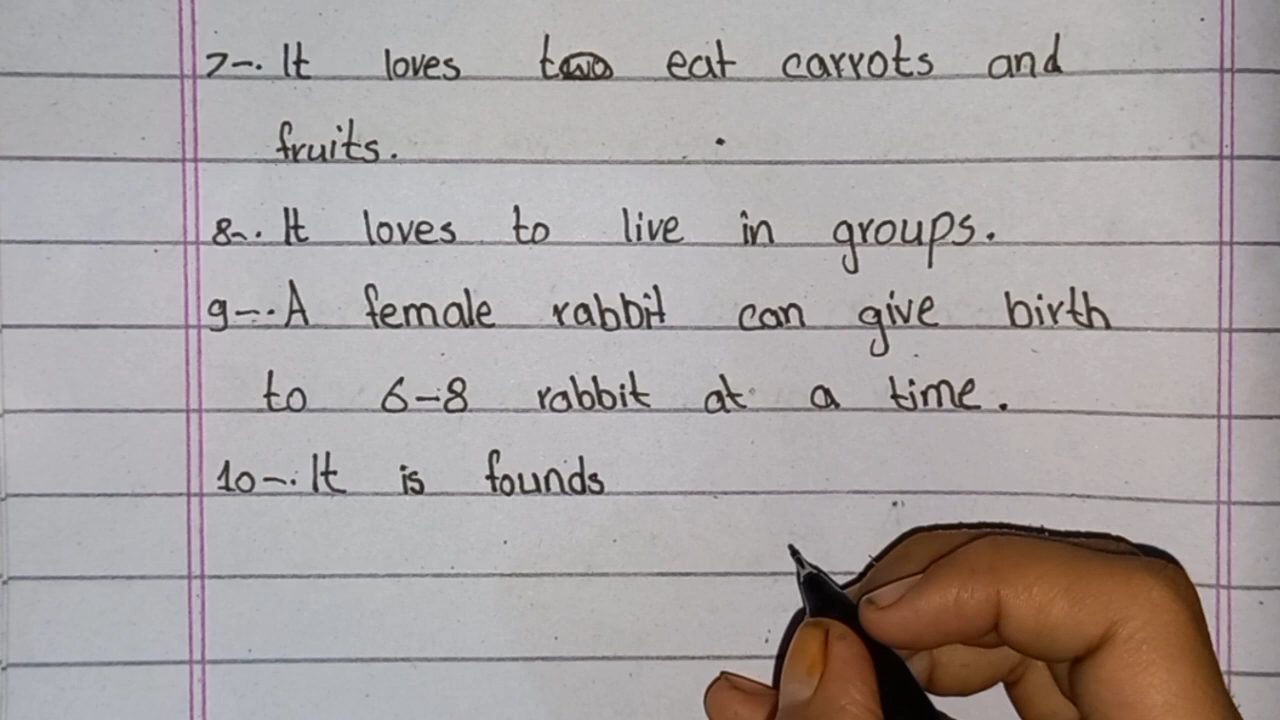 7-. It loves two eat carrots and
fruits.
8-. It loves to live in groups.
9-. A female rabbit can give birth
to 6-8 rabbit at a time.
10-. It is founds